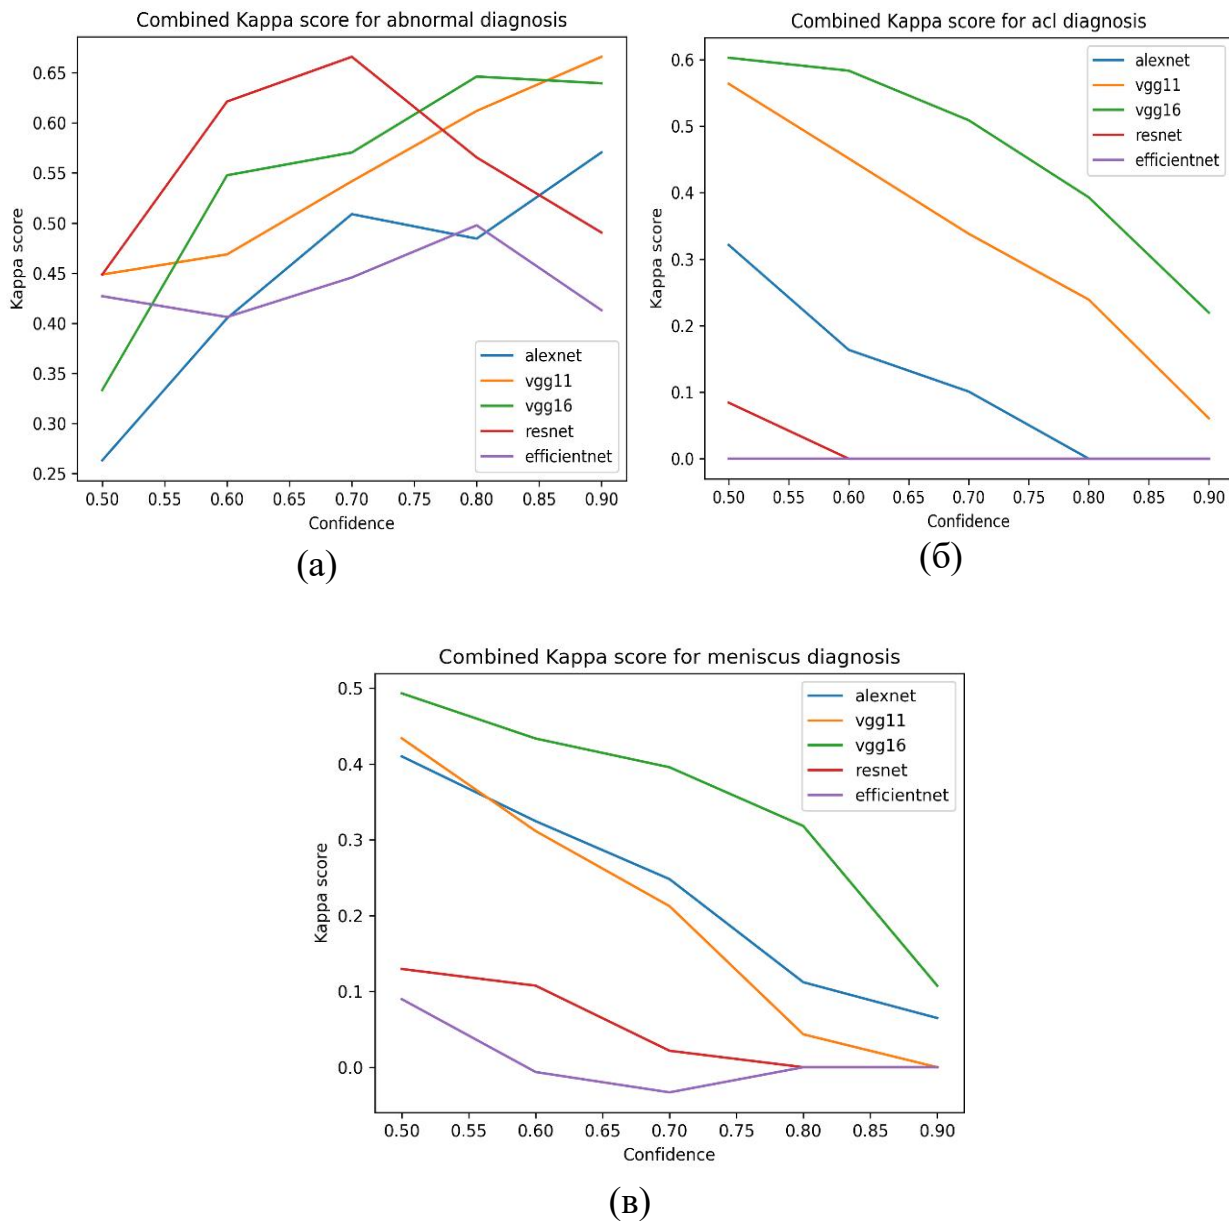 Combined Kappa score for abnormal diagnosis
Kappa score
0.65
0.60
0.55
0.50
0.45
0.40
0.35
0.30
0.25
alexnet
vgg11
vgg16
resnet
efficientnet
0.50 0.55 0.60 0.65 0.70 0.75 0.80 0.85 0.90
Confidence
(а)
Combined Kappa score for acl diagnosis
Kappa score
0.6
0.5
0.4
0.3
0.2
0.1
0.0
alexnet
vgg11
vgg16
resnet
efficientnet
0.50 0.55 0.60 0.65 0.70 0.75 0.80 0.85 0.90
Confidence
(б)
Combined Kappa score for meniscus diagnosis
Kappa score
0.5
0.4
0.3
0.2
0.1
0.0
alexnet
vgg11
vgg16
resnet
efficientnet
0.50 0.55 0.60 0.65 0.70 0.75 0.80 0.85 0.90
Confidence
(в)